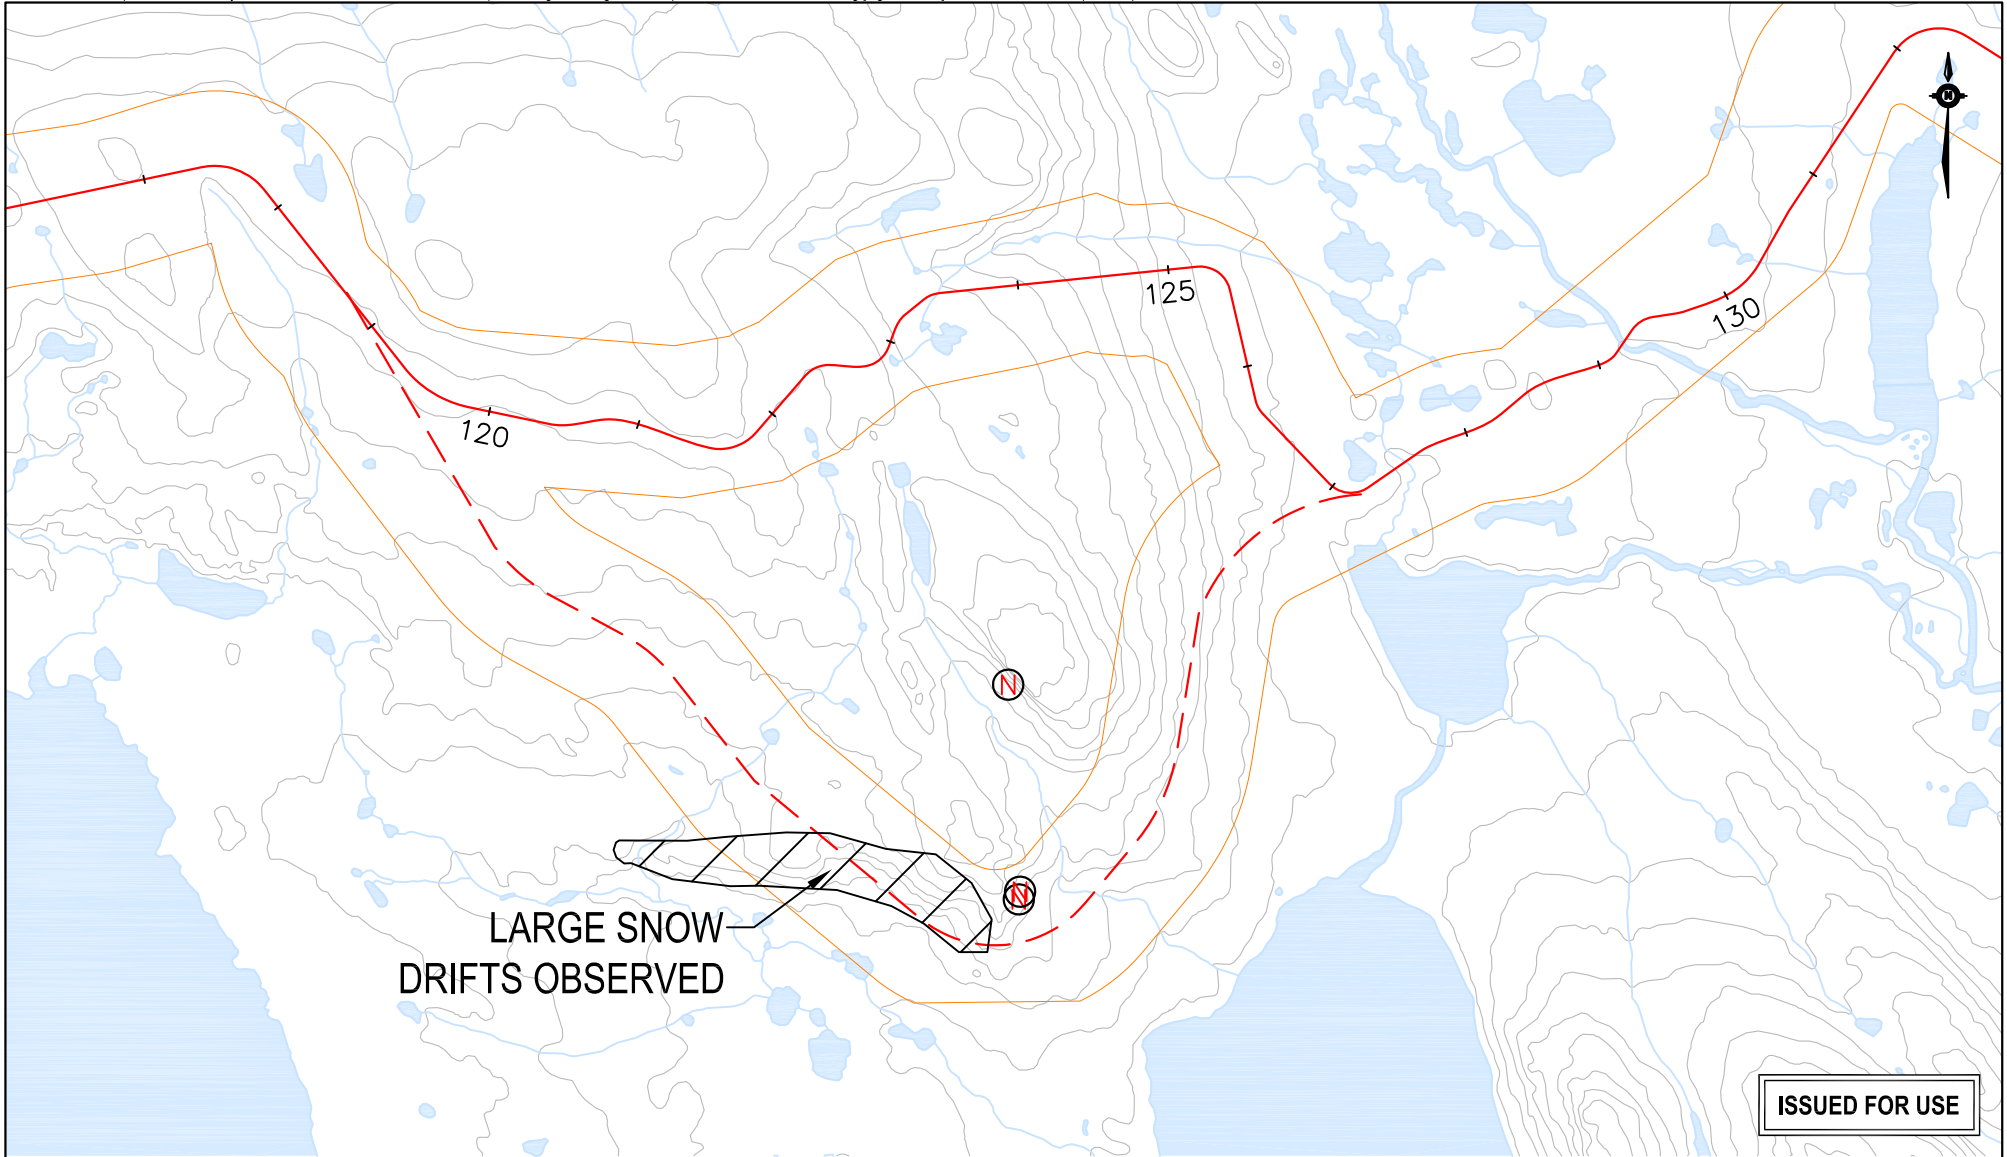 125
130
120
N
N
N
LARGE SNOW
DRIFTS OBSERVED
ISSUED FOR USE